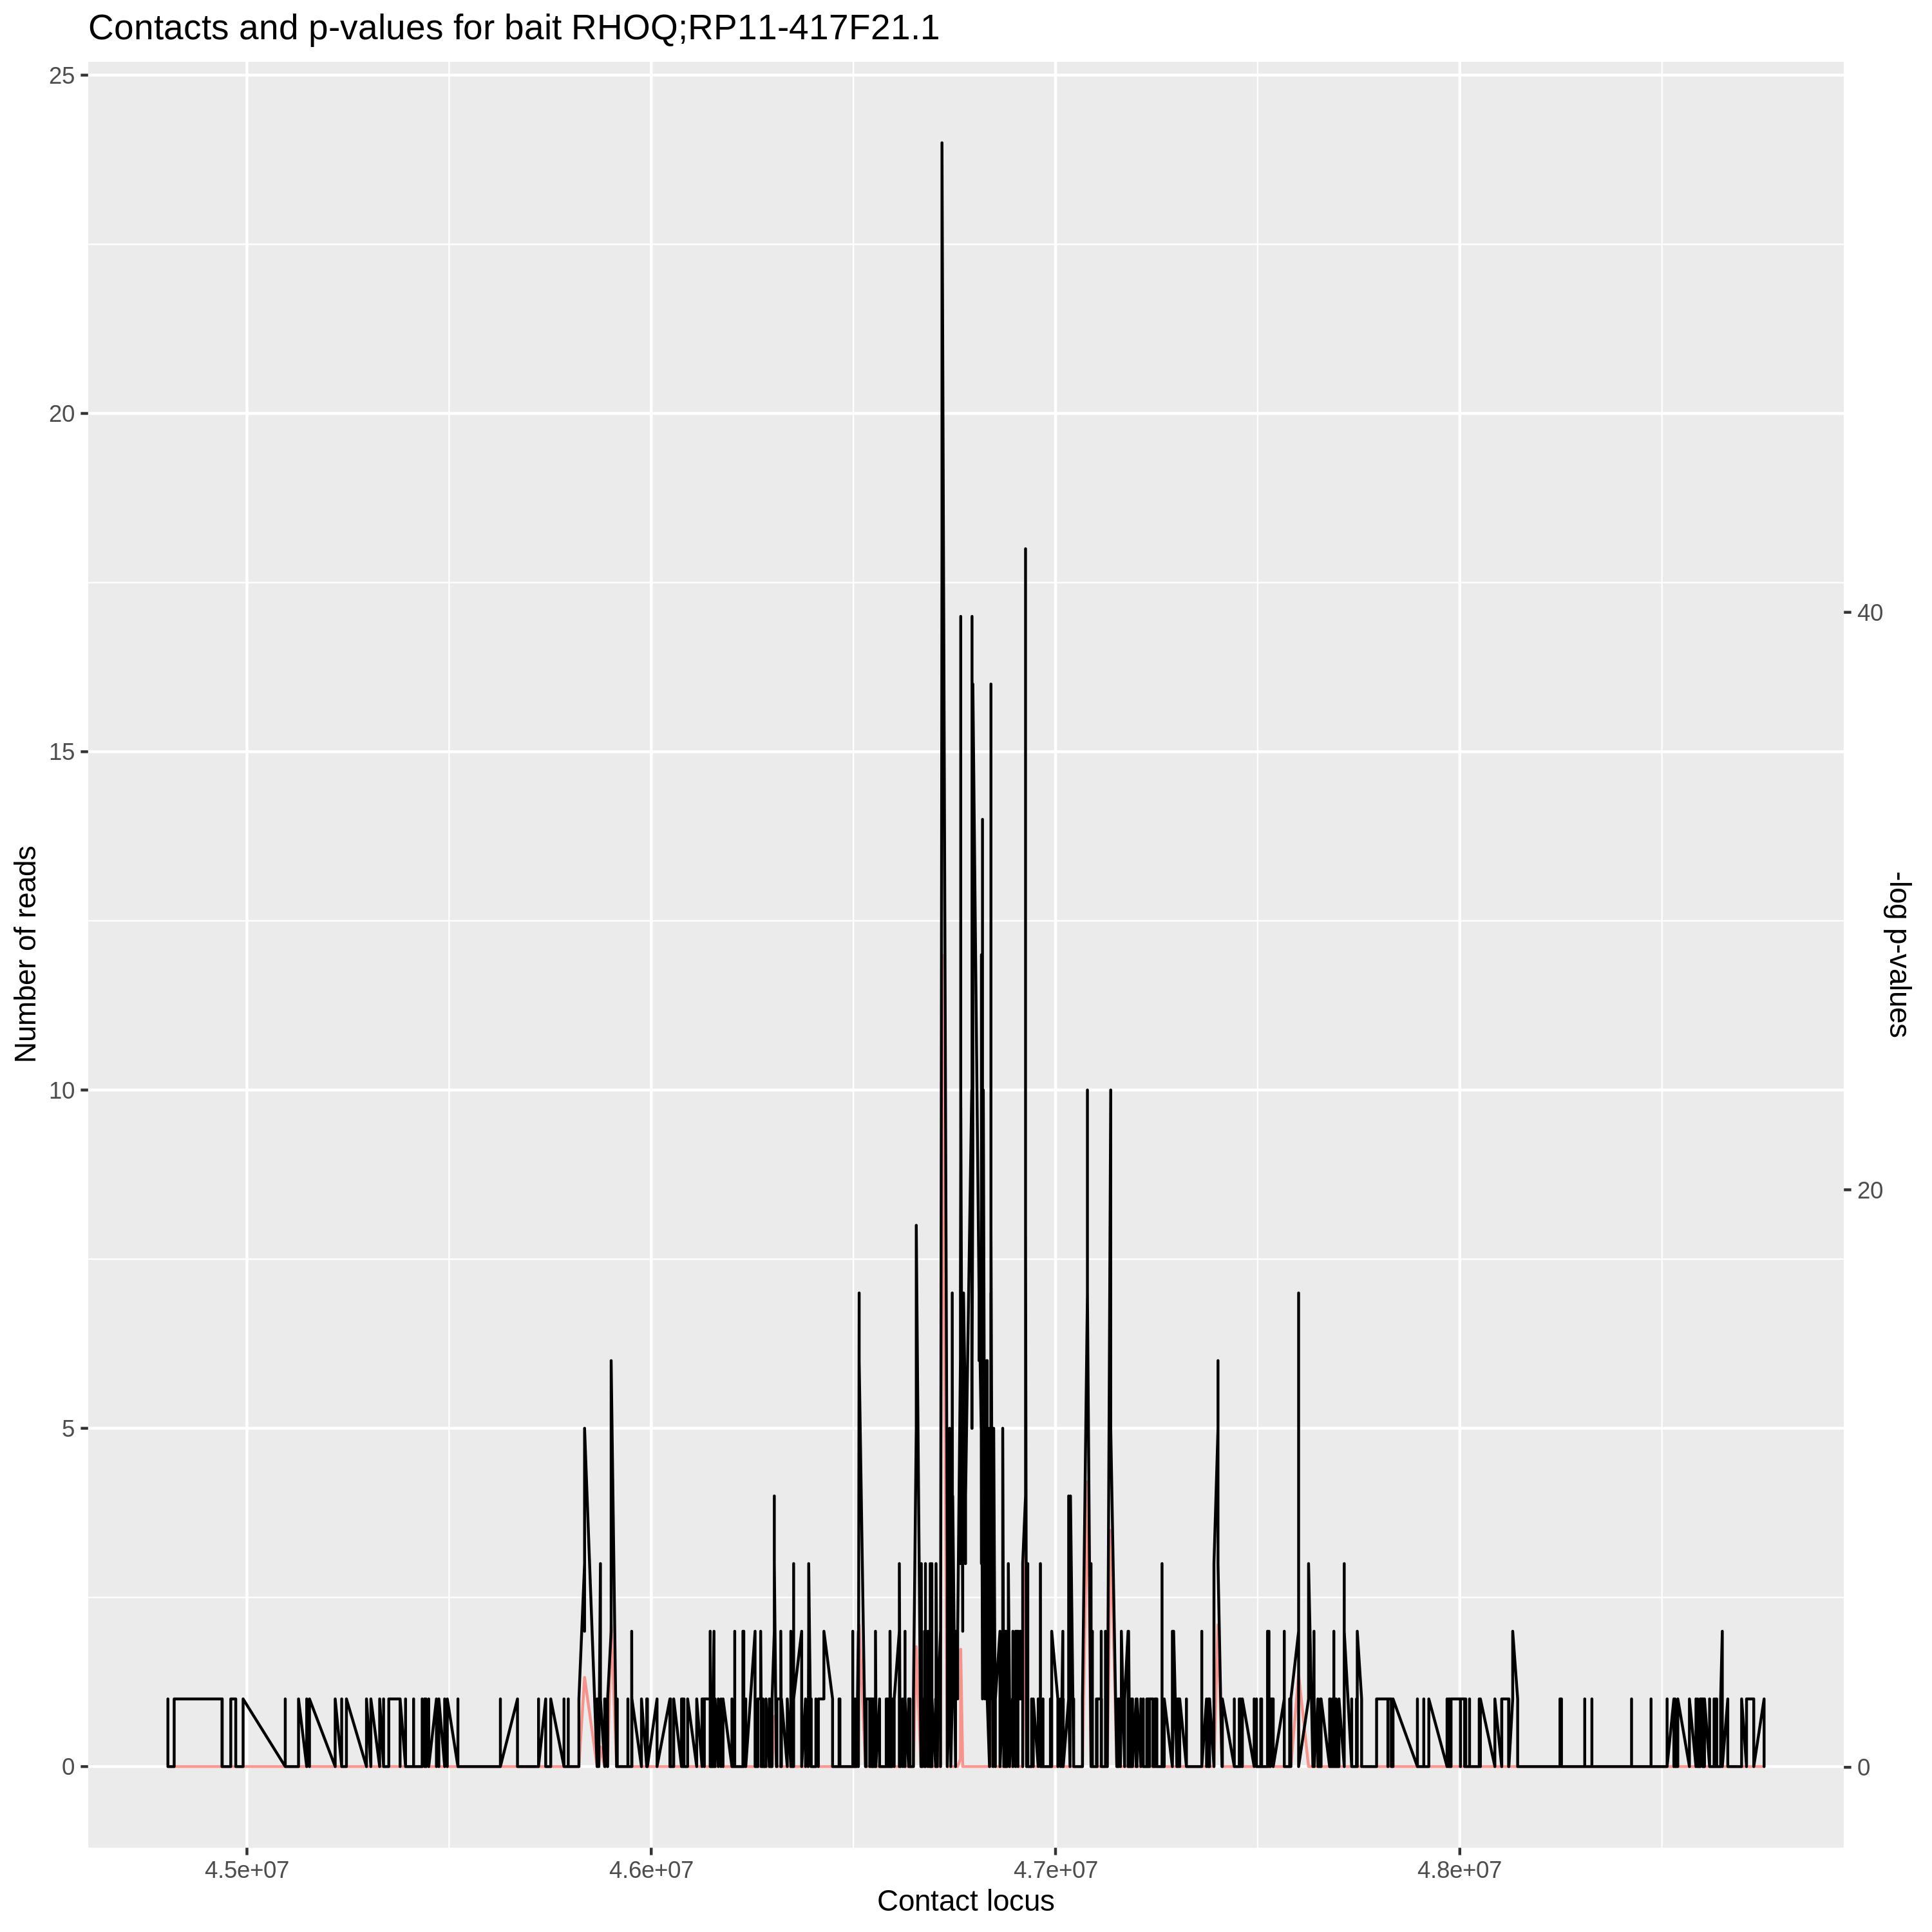 Contacts and p-values for bait RHOQ;RP11-417F21.1
25
20
15
10
5
0
Number of reads
40
20
0
-log p-values
4.5e+07 4.6e+07 4.7e+07 4.8e+07
Contact locus